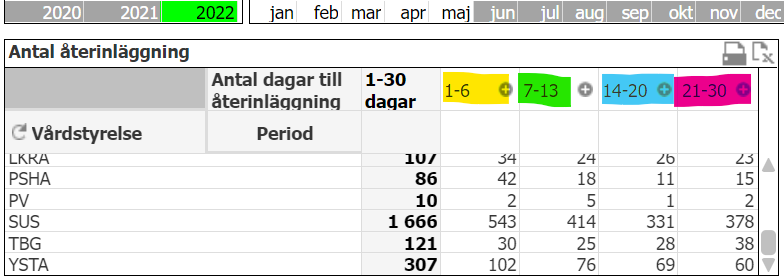 2020 2021 2022 jan feb mar apr maj jun jul aug sep okt nov dec
Antal återinläggning
Antal dagar till återinläggning 1-30 dagar 1-6 7-13 14-20 21-30
Vårdstyrelse Period
LKRA 107 34 24 26 23
PSHA 86 42 18 11 15
PV 10 2 5 1 2
SUS 1 666 543 414 331 378
TBG 121 30 25 28 38
YSTA 307 102 76 69 60